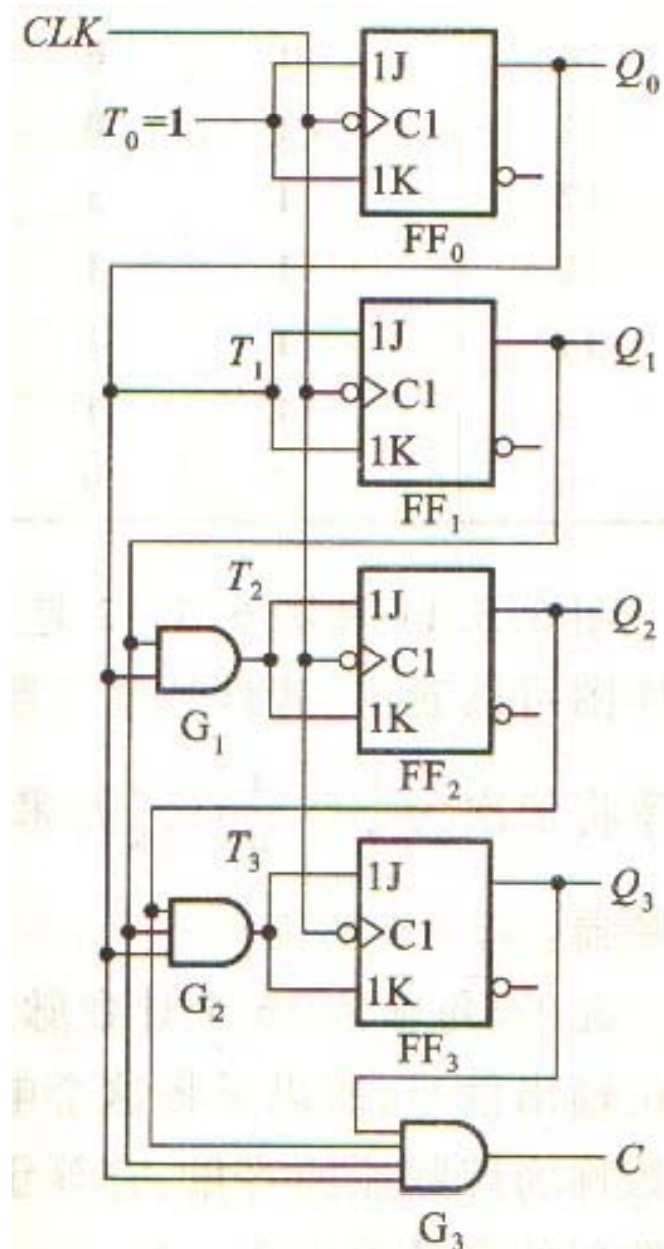 CLK
1J
Q₀
T₀=1
C1
1K
FF₀
T₁
1J
Q₁
C1
1K
FF₁
T₂
1J
Q₂
C1
G₁
1K
FF₂
T₃
1J
Q₃
C1
G₂
1K
FF₃
C
G₃